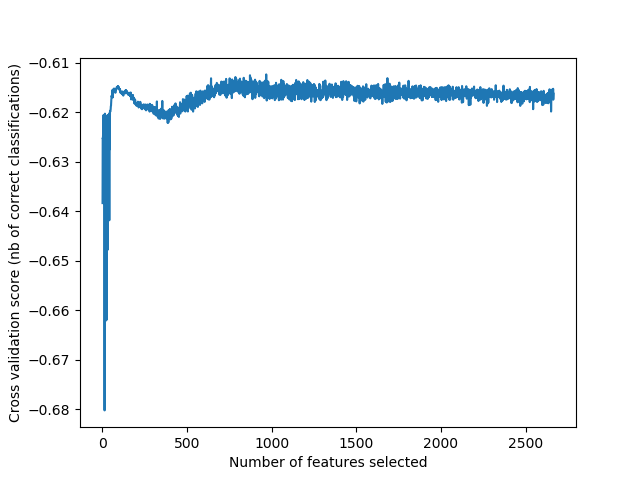 −0.61
−0.62
−0.63
−0.64
−0.65
−0.66
−0.67
−0.68
Cross validation score (nb of correct classifications)
0 500 1000 1500 2000 2500
Number of features selected